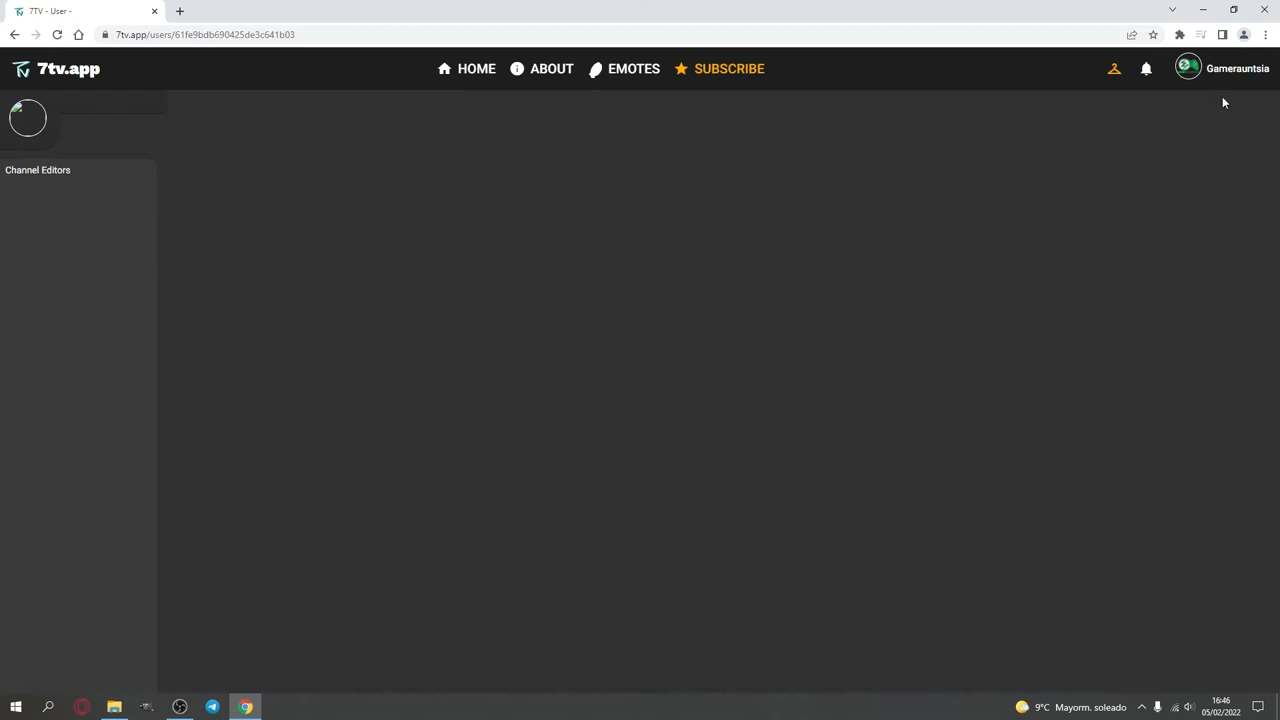 7TV - User -
7tv.app/users/61fe9bdb690425de3c641b03
7tv.app
HOME
ABOUT
EMOTES
SUBSCRIBE
Gamerauntsia
Channel Editors
9°C Mayorm. soleado
16:46
05/02/2022